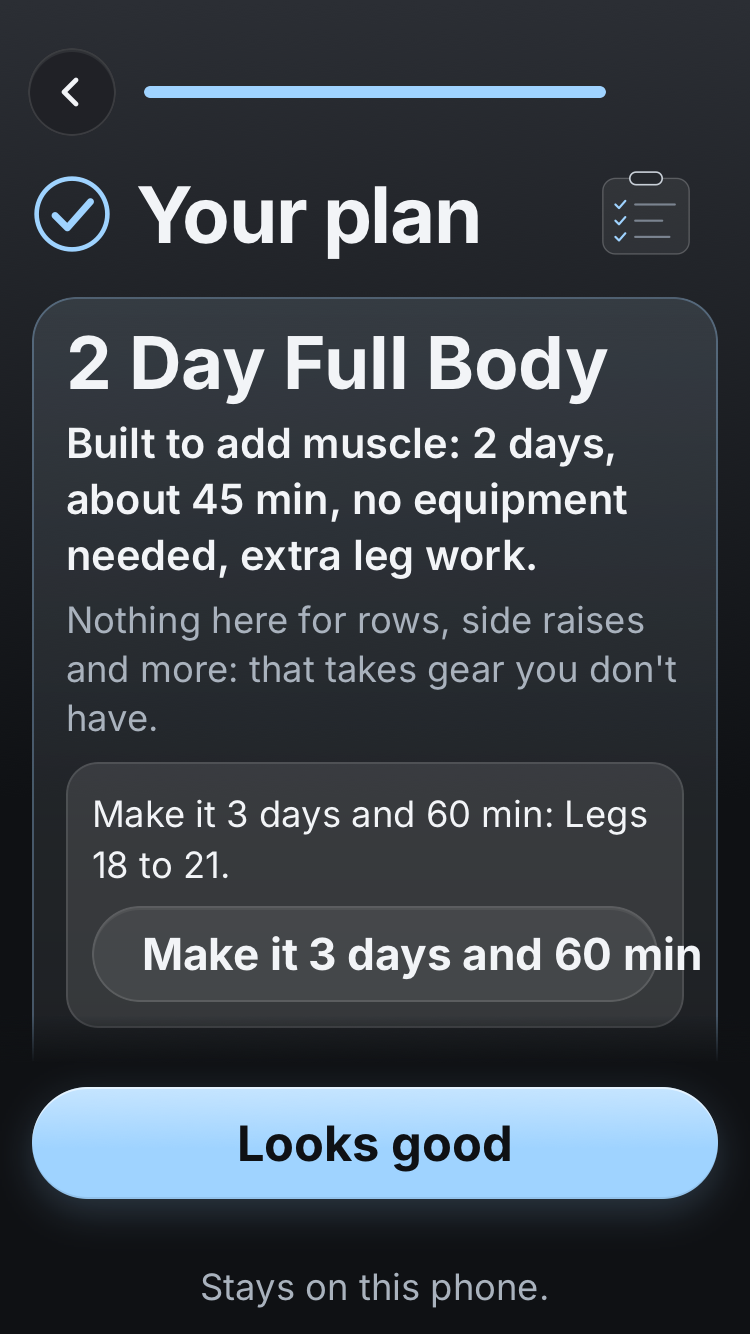 Your plan
2 Day Full Body
Built to add muscle: 2 days,
about 45 min, no equipment
needed, extra leg work.
Nothing here for rows, side raises
and more: that takes gear you don't
have.
Make it 3 days and 60 min: Legs
18 to 21.
Make it 3 days and 60 min
Looks good
Stays on this phone.